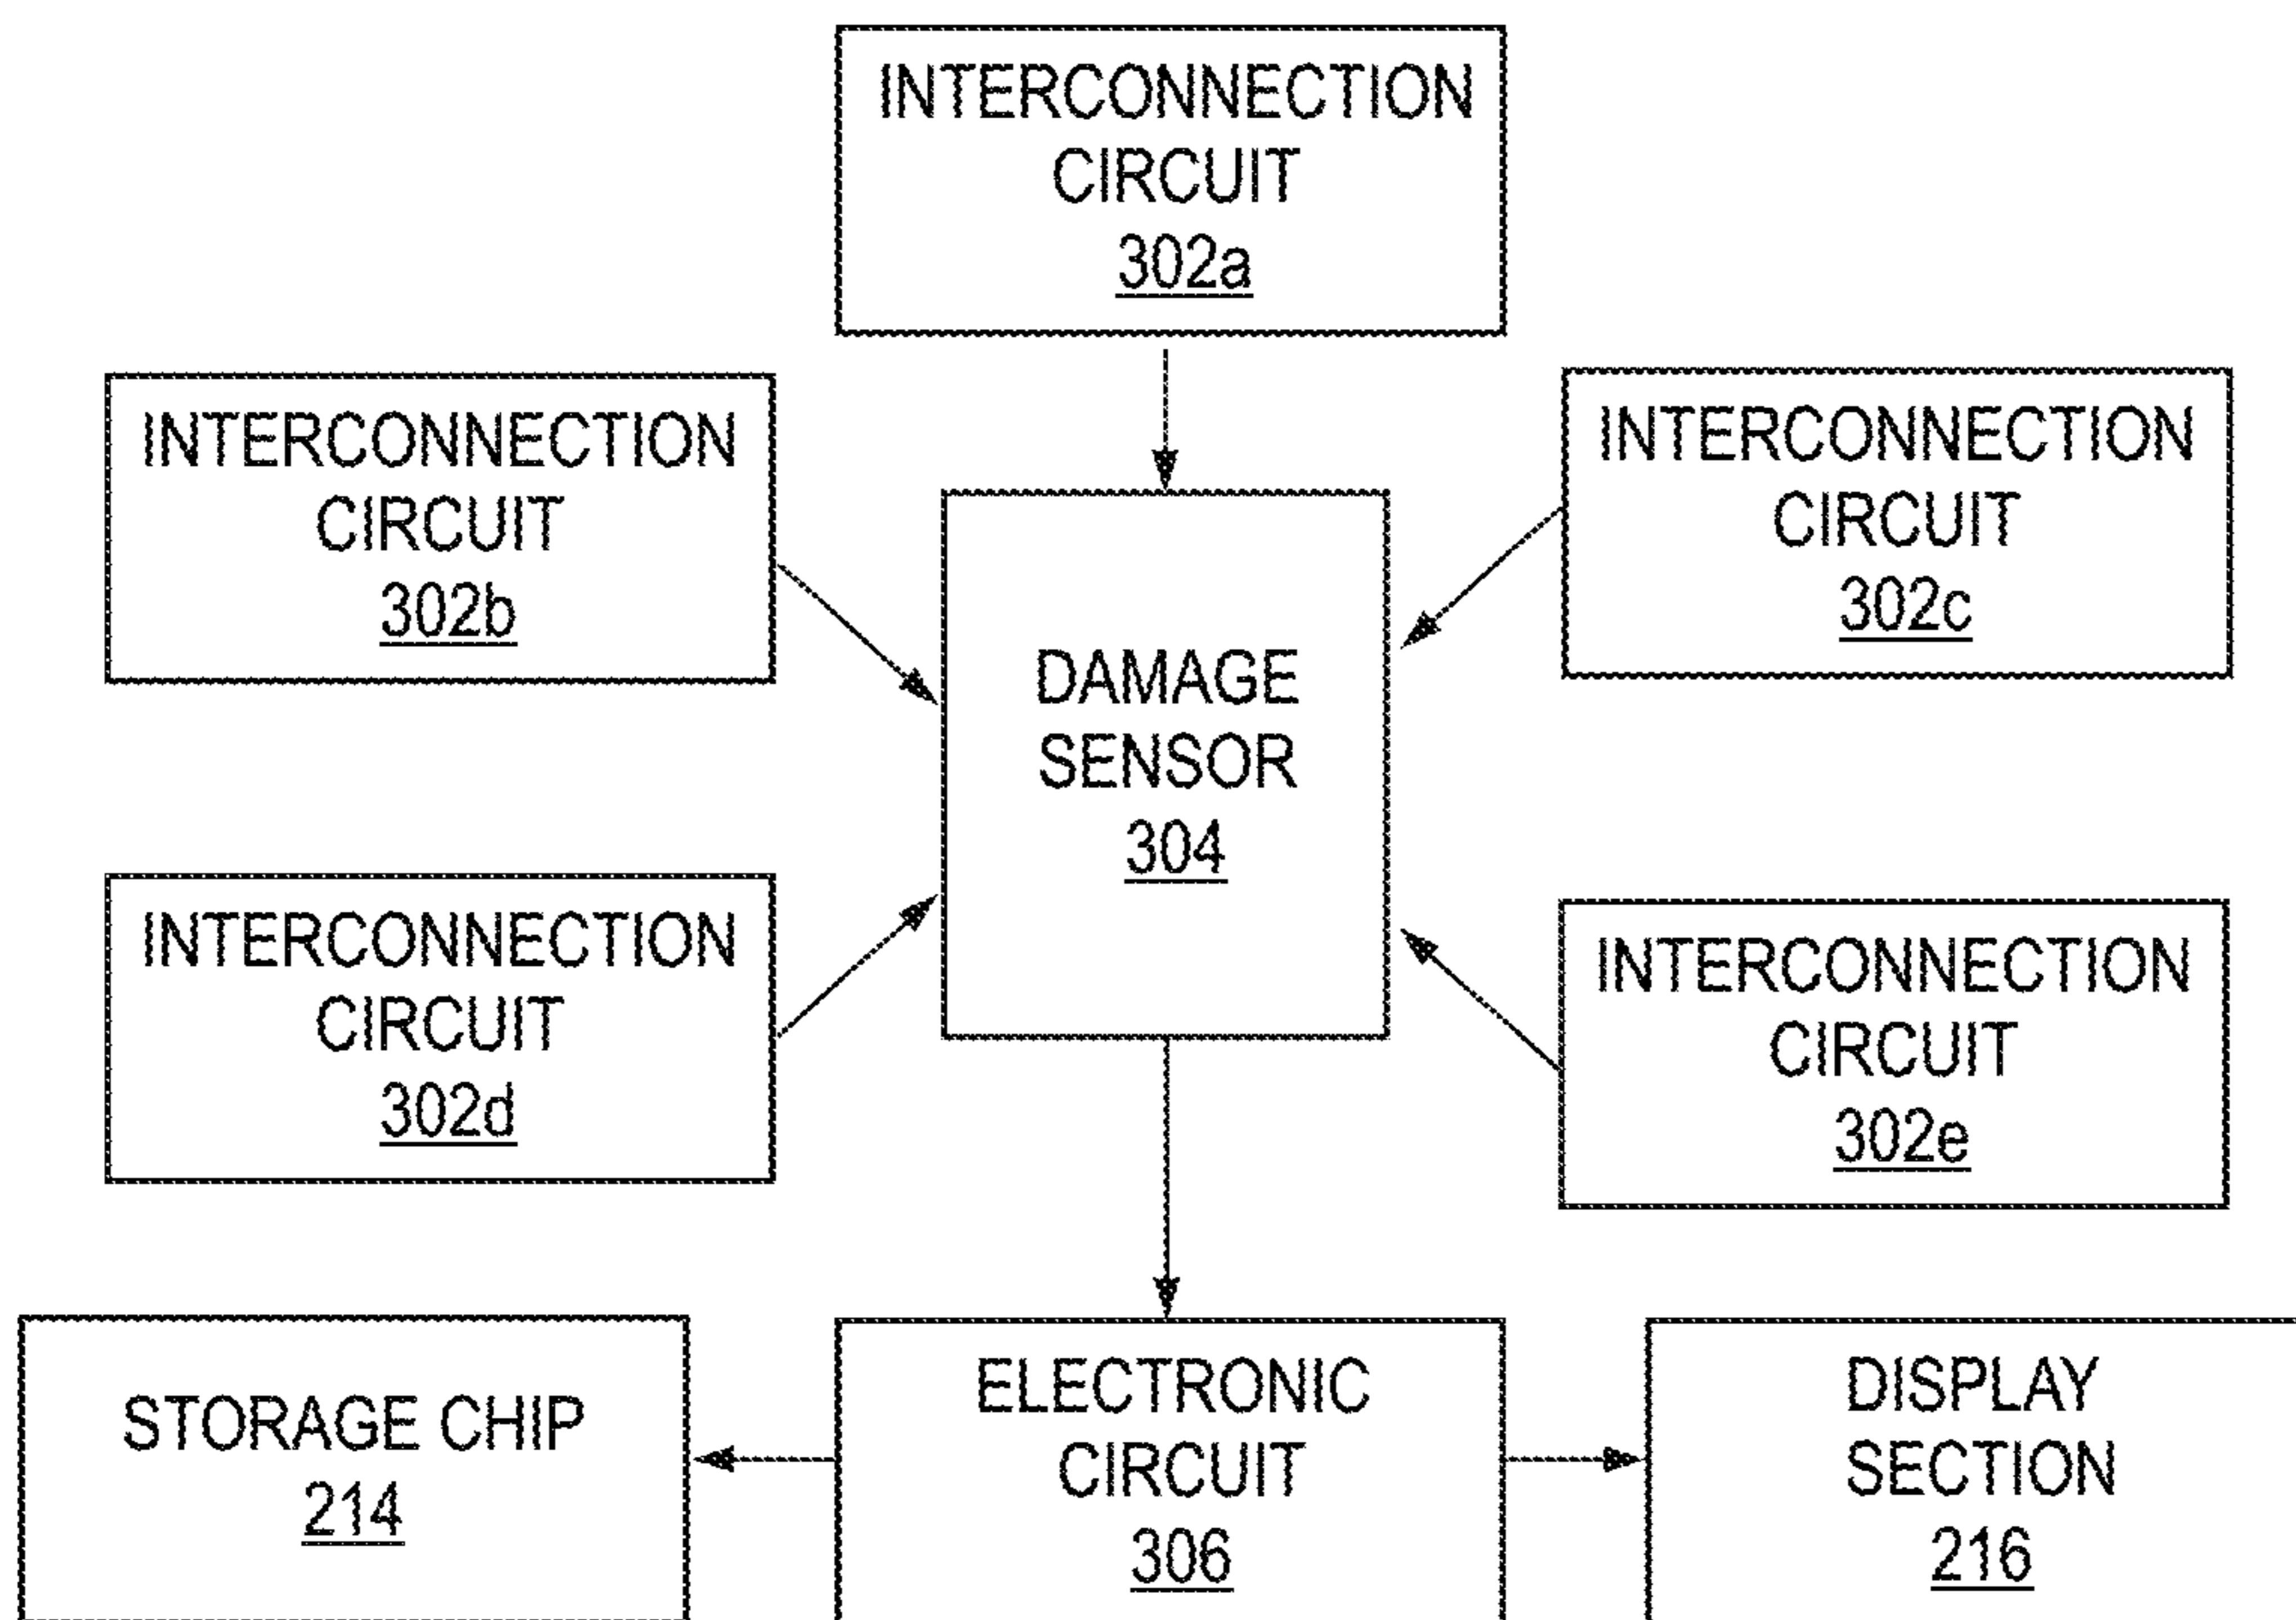 INTERCONNECTION
CIRCUIT
302a
INTERCONNECTION
CIRCUIT
302b
INTERCONNECTION
CIRCUIT
302c
DAMAGE
SENSOR
304
INTERCONNECTION
CIRCUIT
302d
INTERCONNECTION
CIRCUIT
302e
STORAGE CHIP
214
ELECTRONIC
CIRCUIT
306
DISPLAY
SECTION
216